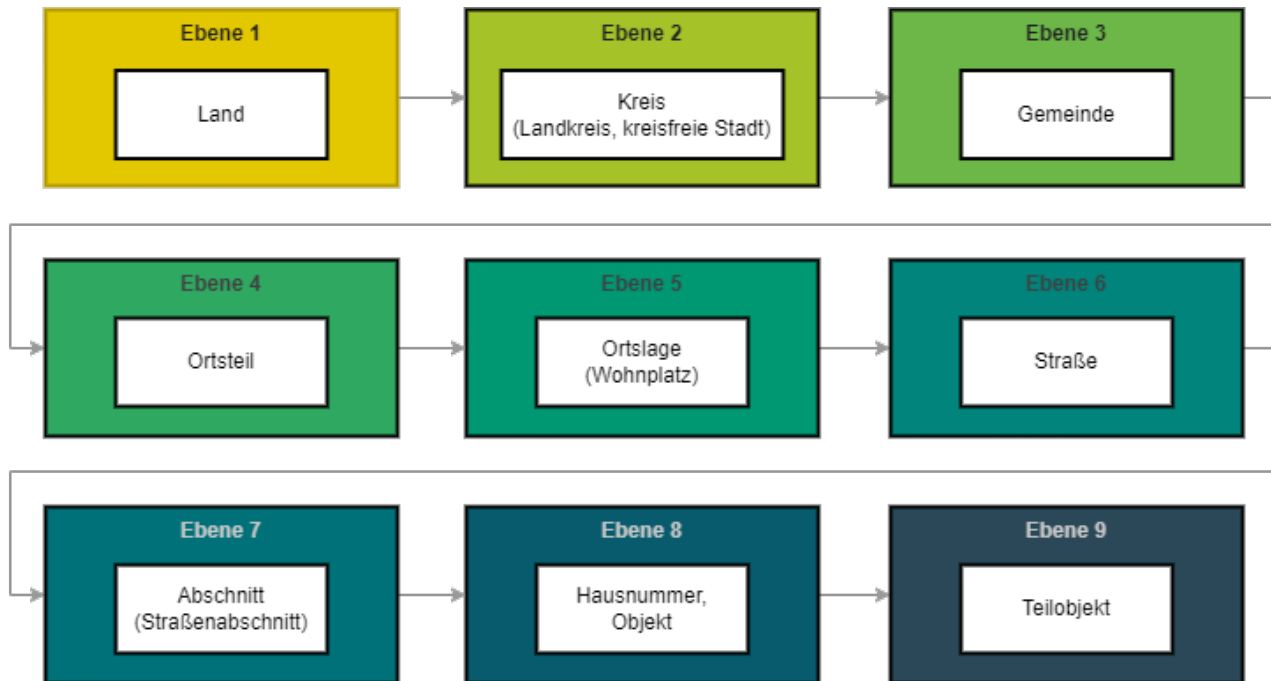 Ebene 1
Land
Ebene 2
Kreis
(Landkreis, kreisfreie Stadt)
Ebene 3
Gemeinde
Ebene 4
Ortsteil
Ebene 5
Ortslage
(Wohnplatz)
Ebene 6
Straße
Ebene 7
Abschnitt
(Straßenabschnitt)
Ebene 8
Hausnummer,
Objekt
Ebene 9
Teilobjekt